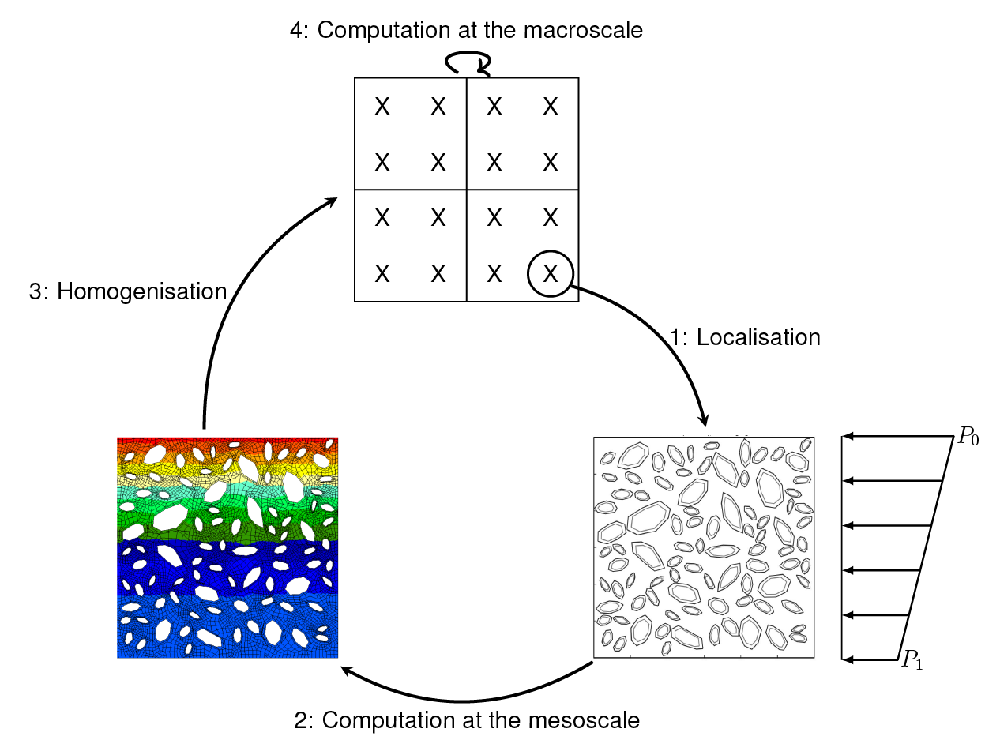 4: Computation at the macroscale
X X X X
X X X X
X X X X
X X X X
3: Homogenisation
1: Localisation
P0
P1
2: Computation at the mesoscale